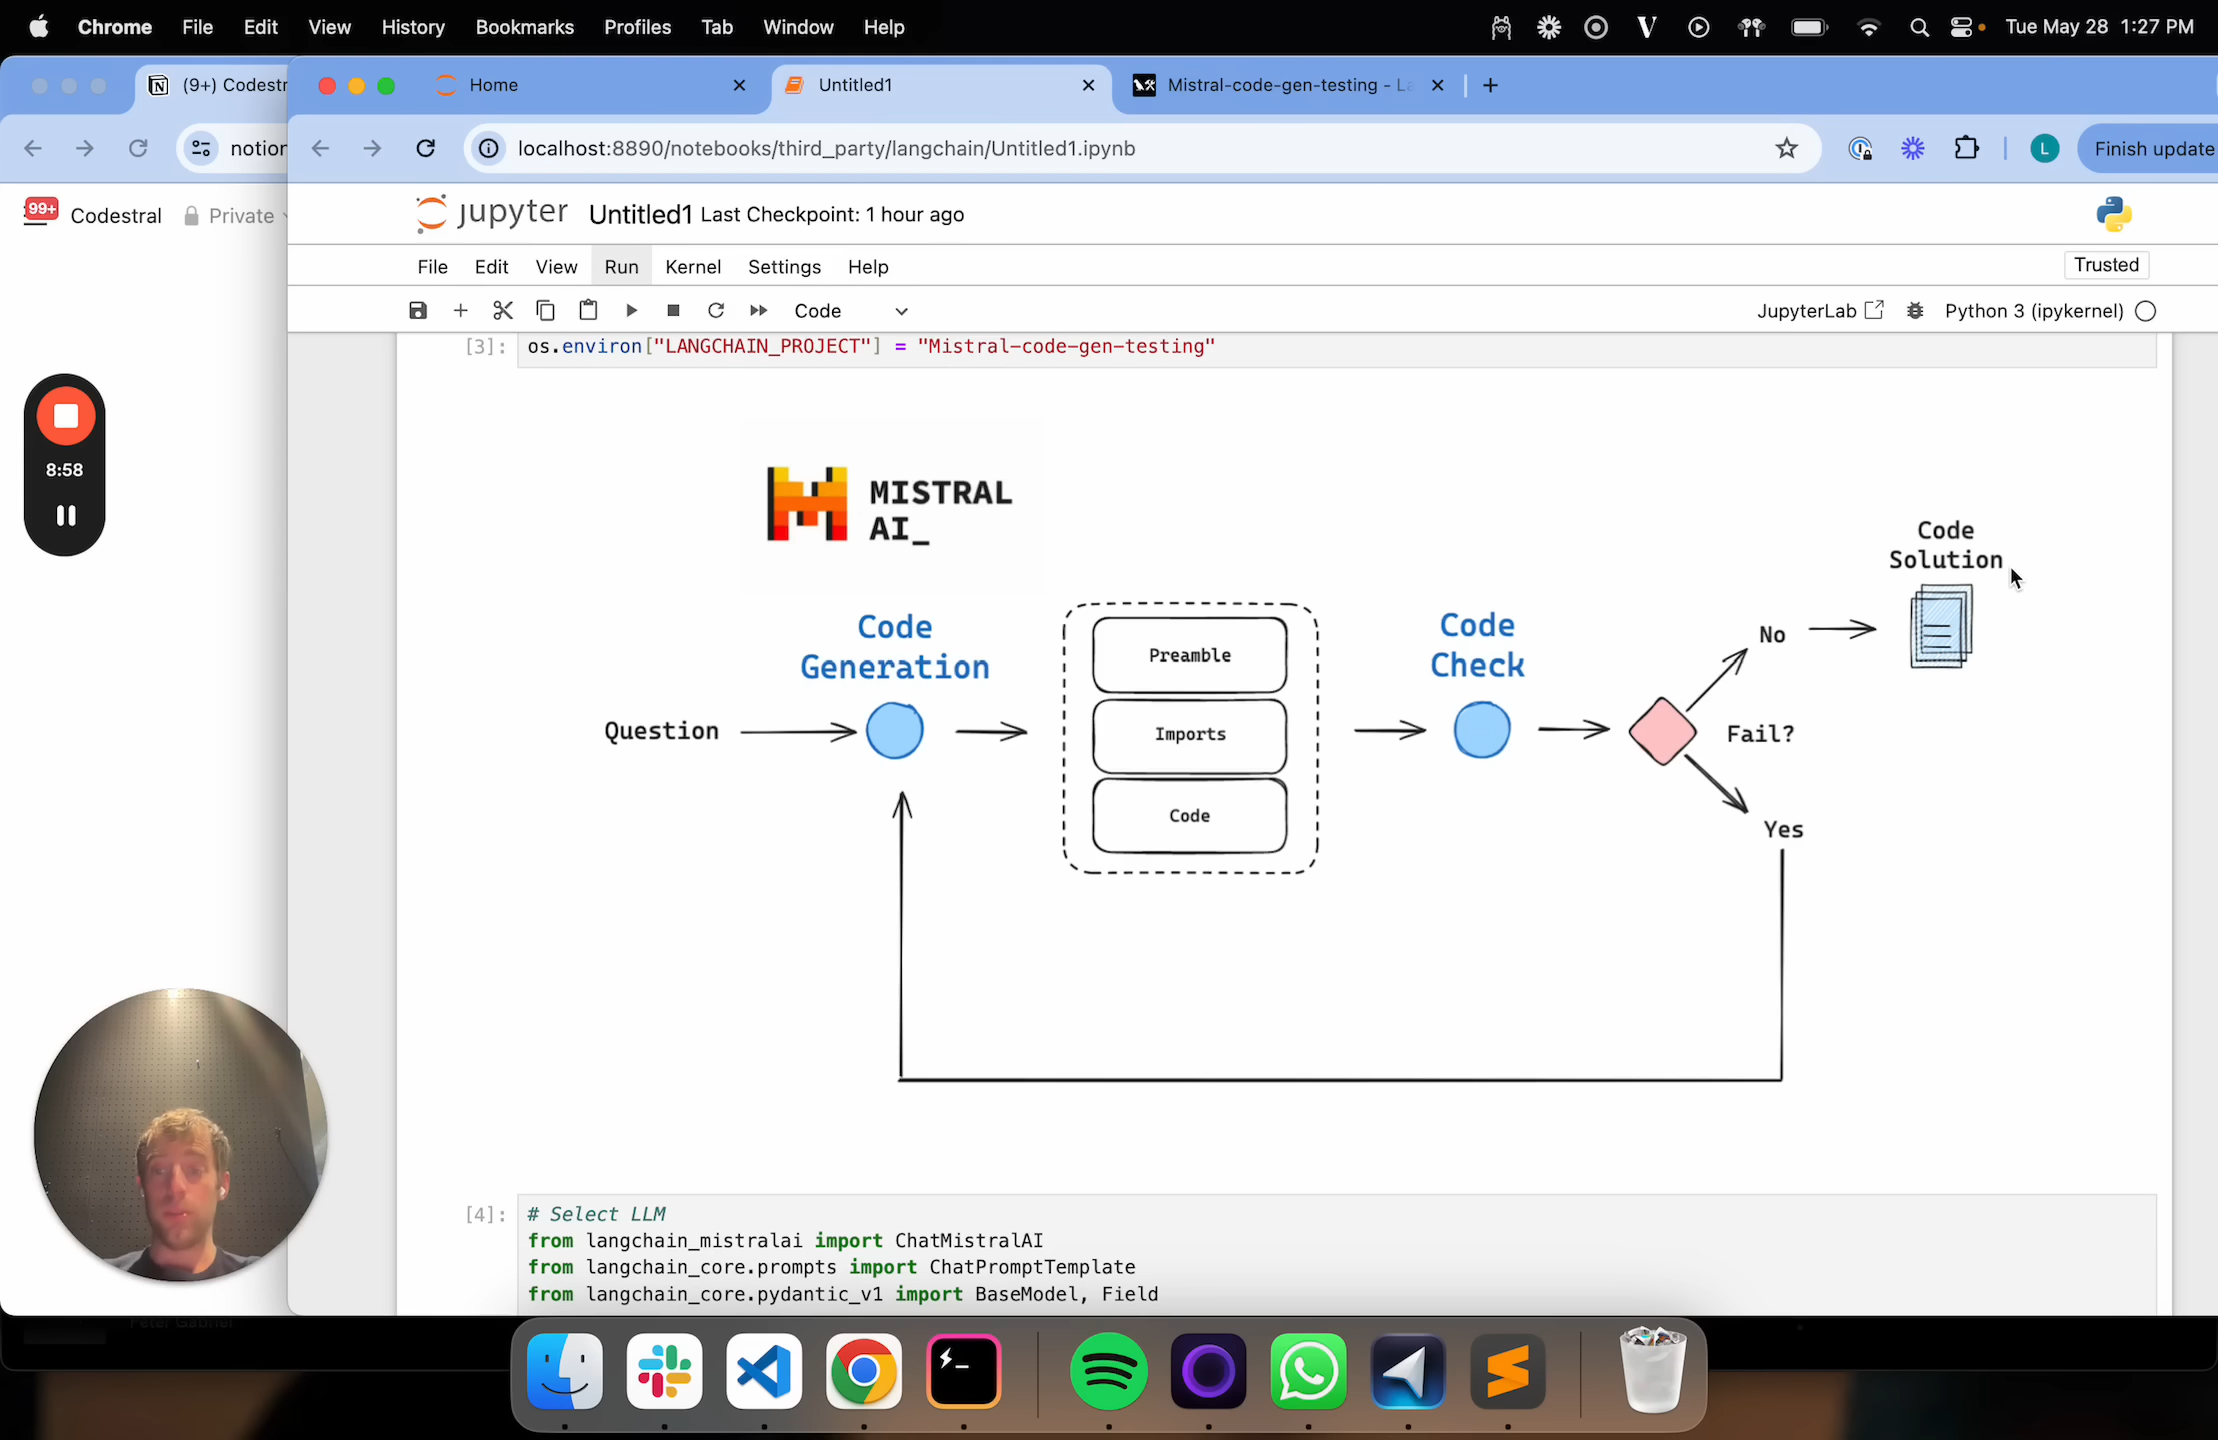 Chrome File Edit View History Bookmarks Profiles Tab Window Help
V
Tue May 28 1:27 PM
(9+) Codestr
Home
Untitled1
Mistral-code-gen-testing - La
notior
localhost:8890/notebooks/third_party/langchain/Untitled1.ipynb
L
Finish update
99+
Codestral
Private
jupyter Untitled1 Last Checkpoint: 1 hour ago
File Edit View Run Kernel Settings Help
Trusted
Code
JupyterLab
Python 3 (ipykernel)
[3]: os.environ["LANGCHAIN_PROJECT"] = "Mistral-code-gen-testing"
8:58
MISTRAL
AI_
Code
Solution
Code
Generation
Code
Check
Preamble
Imports
Code
Question
No
Fail?
Yes
[4]: # Select LLM
from langchain_mistralai import ChatMistralAI
from langchain_core.prompts import ChatPromptTemplate
from langchain_core.pydantic_v1 import BaseModel, Field
Peter Gabriel